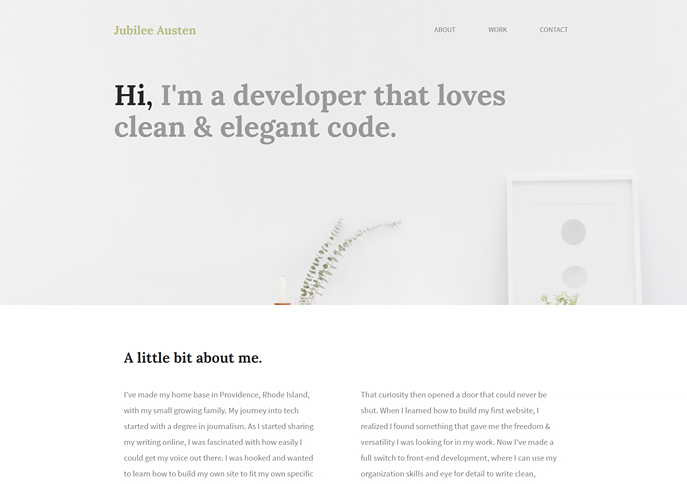 Jubilee Austen
ABOUT WORK CONTACT
Hi, I'm a developer that loves
clean & elegant code.
A little bit about me.
I've made my home base in Providence, Rhode Island,
with my small growing family. My journey into tech
started with a degree in journalism. As I started sharing
my writing online, I was fascinated with how easily I
could get my voice out there. I was hooked and wanted
to learn how to build my own site to fit my own specific
That curiosity then opened a door that could never be
shut. When I learned how to build my first website, I
realized I found something that gave me the freedom &
versatility I was looking for in my work. Now I've made a
full switch to front-end development, where I can use my
organization skills and eye for detail to write clean,